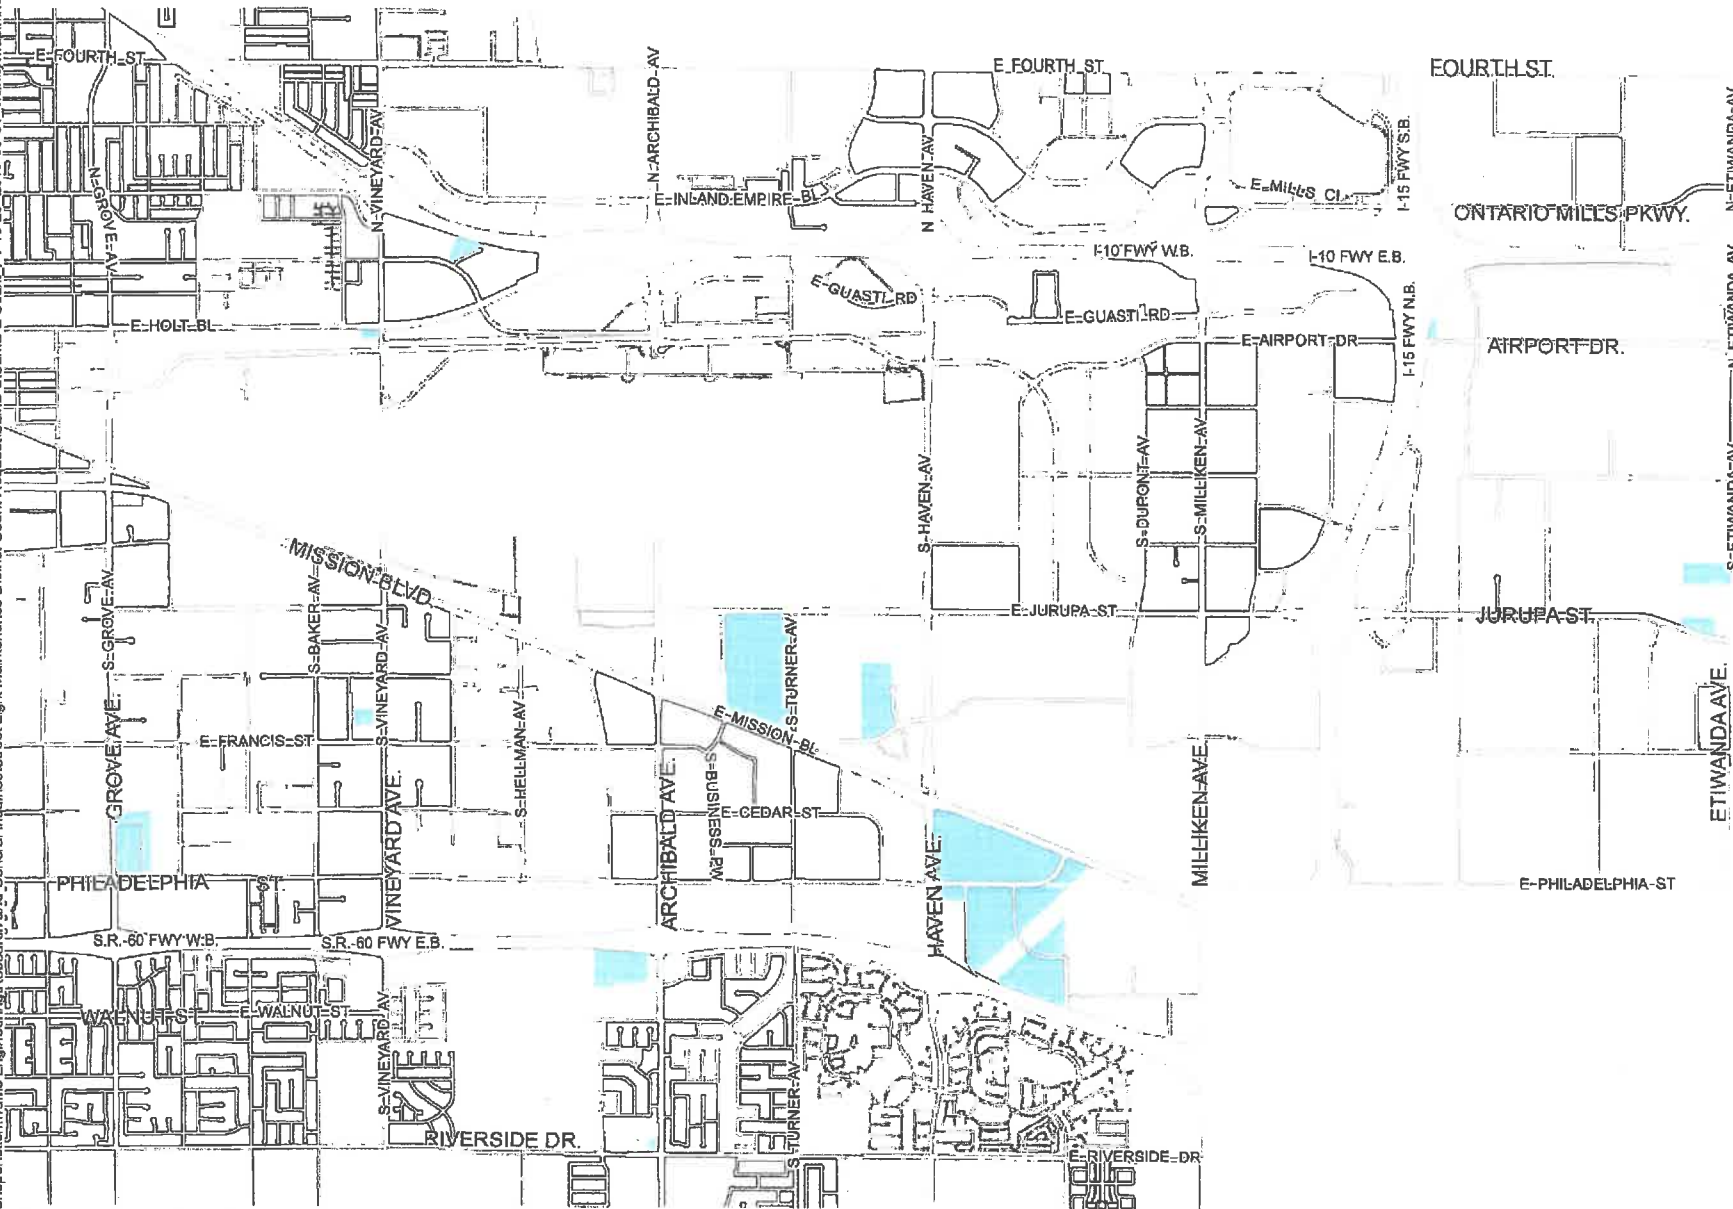 E FOURTH ST
E FOURTH ST
FOURTH ST.
N ARCHIBALD AV
N VINEYARD AV
N GROVE AV
N HAVEN AV
I-15 FWY S.B.
N ETIWANDA AV
E MILLS CI
E INLAND EMPIRE BL
ONTARIO MILLS PKWY.
I-10 FWY W.B.
I-10 FWY E.B.
E GUASTI RD
E GUASTI RD
E HOLT BL
I-15 FWY N.B.
E AIRPORT DR
AIRPORT DR.
N ETIWANDA AV
S HAVEN AV
S DUPONT AV
S MILLIKEN AV
S ETIWANDA AV
MISSION BLVD.
S GROVE AV
S BAKER AV
S VINEYARD AV
E JURUPA ST
JURUPA ST.
S TURNER AV
S HELLMAN AV
E MISSION BL
E FRANCIS ST
GROVE AVE.
VINEYARD AVE.
ARCHIBALD AVE.
S BUSINESS PW
E CEDAR ST
HAVEN AVE.
MILLIKEN AVE.
ETIWANDA AVE.
PHILADELPHIA ST.
E PHILADELPHIA ST
S.R.-60 FWY W.B.
S.R.-60 FWY E.B.
WALNUT ST.
E WALNUT ST
S VINEYARD AV
S TURNER AV
RIVERSIDE DR.
E RIVERSIDE DR